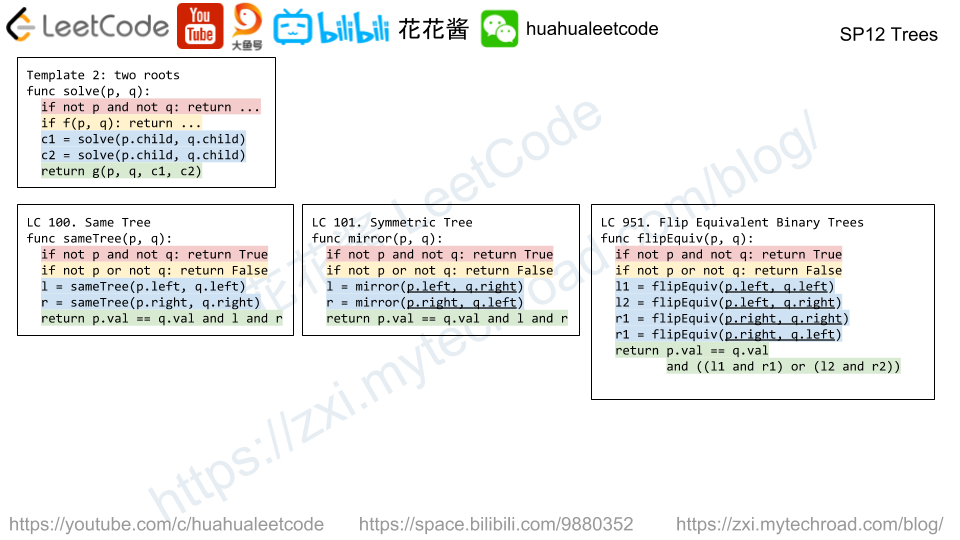 LeetCode You Tube 大鱼号 bilibili 花花酱 huahualeetcode
SP12 Trees
Template 2: two roots
func solve(p, q):
if not p and not q: return ...
if f(p, q): return ...
c1 = solve(p.child, q.child)
c2 = solve(p.child, q.child)
return g(p, q, c1, c2)
LC 100. Same Tree
func sameTree(p, q):
if not p and not q: return True
if not p or not q: return False
l = sameTree(p.left, q.left)
r = sameTree(p.right, q.right)
return p.val == q.val and l and r
LC 101. Symmetric Tree
func mirror(p, q):
if not p and not q: return True
if not p or not q: return False
l = mirror(p.left, q.right)
r = mirror(p.right, q.left)
return p.val == q.val and l and r
LC 951. Flip Equivalent Binary Trees
func flipEquiv(p, q):
if not p and not q: return True
if not p or not q: return False
l1 = flipEquiv(p.left, q.left)
l2 = flipEquiv(p.left, q.right)
r1 = flipEquiv(p.right, q.right)
r1 = flipEquiv(p.right, q.left)
return p.val == q.val
and ((l1 and r1) or (l2 and r2))
花花酱 LeetCode
https://zxi.mytechroad.com/blog/
https://youtube.com/c/huahualeetcode
https://space.bilibili.com/9880352
https://zxi.mytechroad.com/blog/